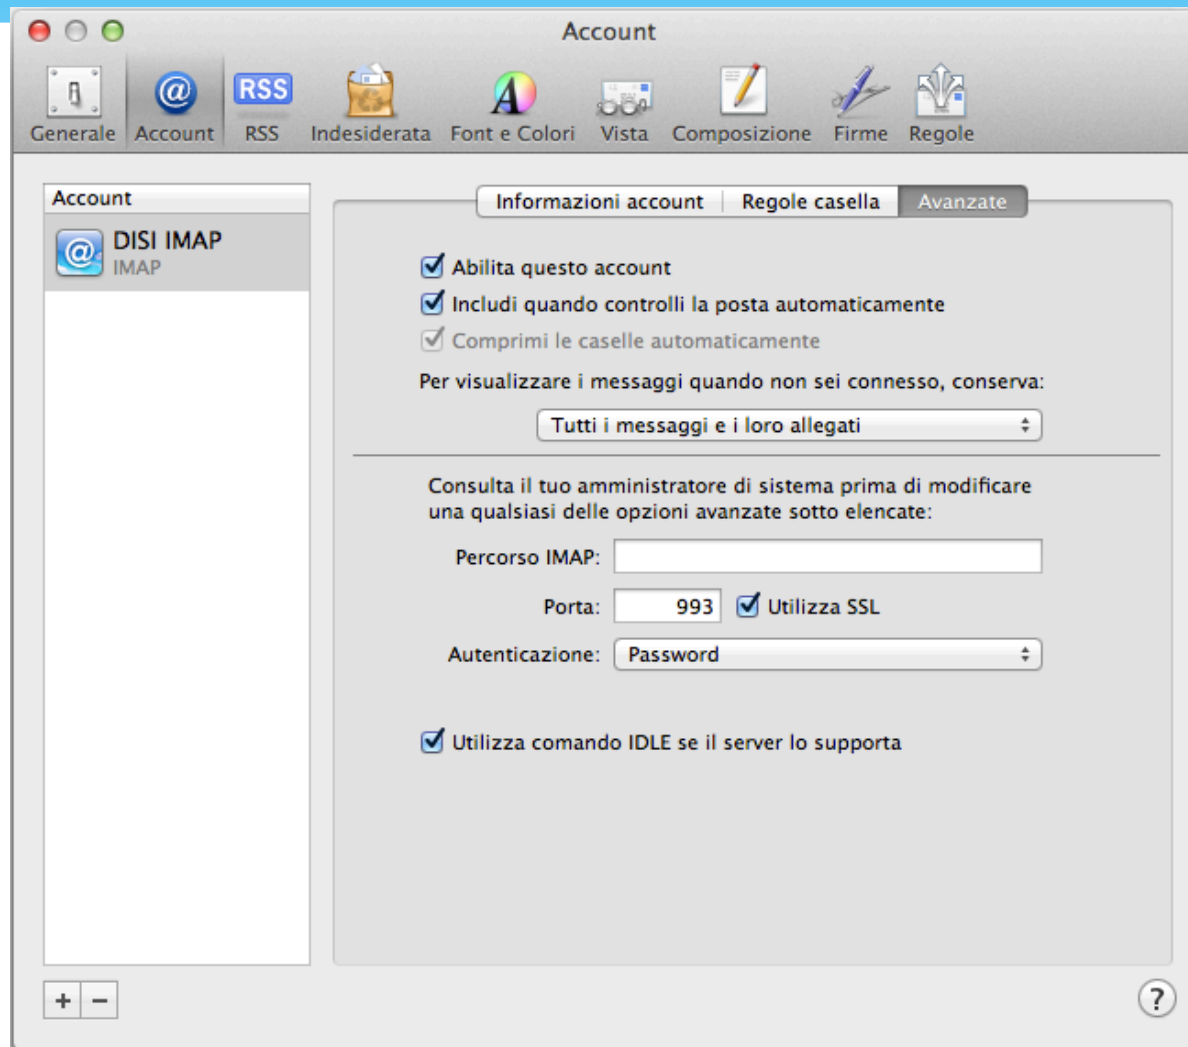 Account
RSS
Generale Account RSS Indesiderata Font e Colori Vista Composizione Firme Regole
Account
DISI IMAP
IMAP
Informazioni account Regole casella Avanzate
Abilita questo account
Includi quando controlli la posta automaticamente
Comprimi le caselle automaticamente
Per visualizzare i messaggi quando non sei connesso, conserva:
Tutti i messaggi e i loro allegati
Consulta il tuo amministratore di sistema prima di modificare
una qualsiasi delle opzioni avanzate sotto elencate:
Percorso IMAP:
Porta: 993 Utilizza SSL
Autenticazione: Password
Utilizza comando IDLE se il server lo supporta
+ − ?